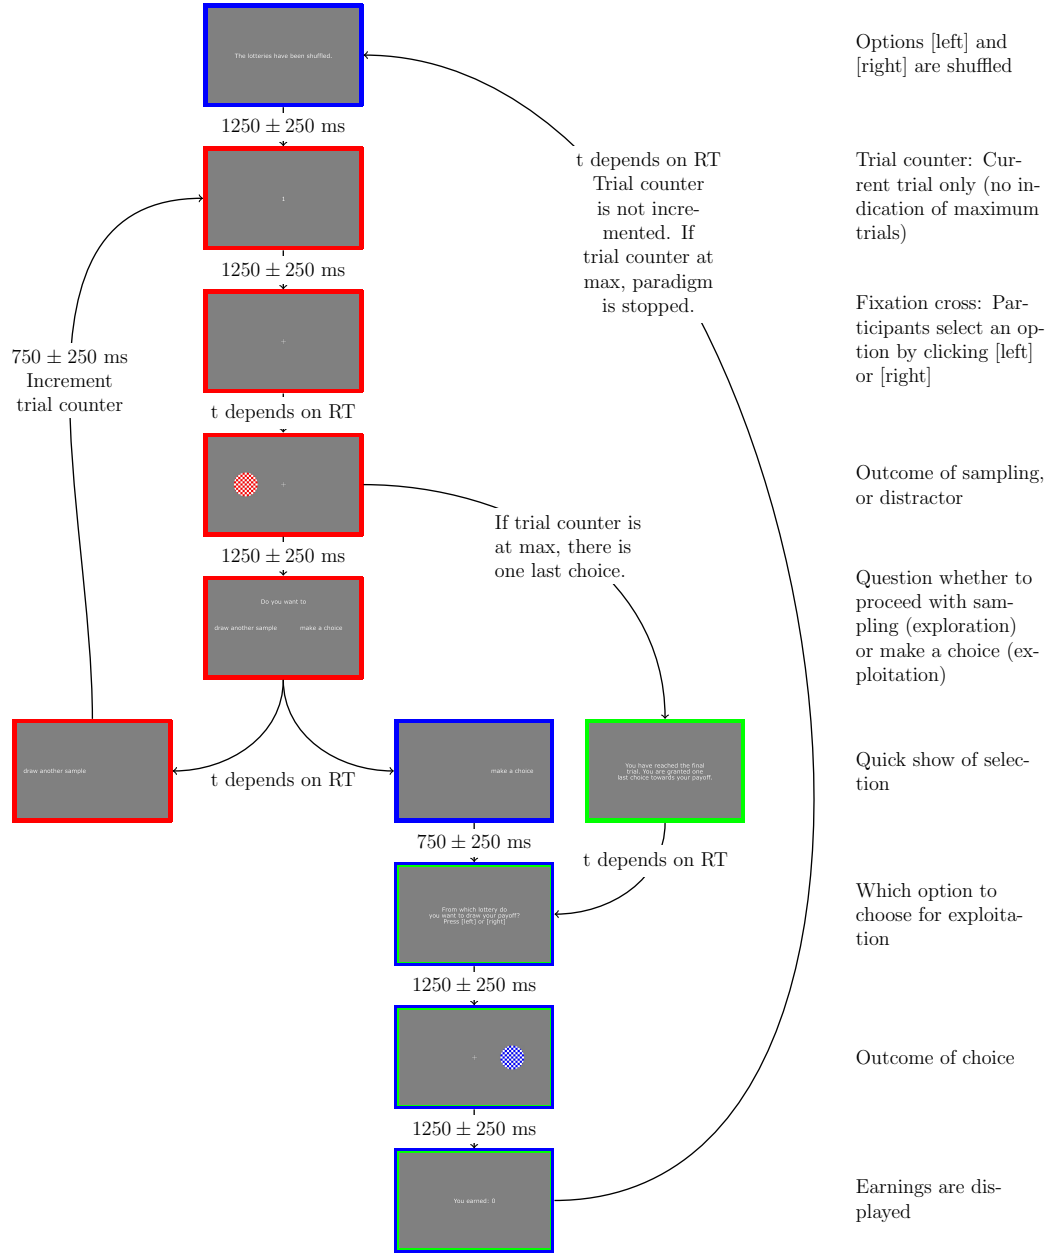 The lotteries have been shuffled.
Options [left] and
[right] are shuffled
1250 ± 250 ms
t depends on RT
Trial counter
is not incre-
mented. If
trial counter at
max, paradigm
is stopped.
1
Trial counter: Cur-
rent trial only (no in-
dication of maximum
trials)
1250 ± 250 ms
Fixation cross: Par-
ticipants select an op-
tion by clicking [left]
or [right]
750 ± 250 ms
Increment
trial counter
t depends on RT
Outcome of sampling,
or distractor
If trial counter is
at max, there is
one last choice.
1250 ± 250 ms
Do you want to
draw another sample make a choice
Question whether to
proceed with sam-
pling (exploration)
or make a choice (ex-
ploitation)
draw another sample
t depends on RT
make a choice
You have reached the final
trial. You are granted one
last choice towards your payoff.
Quick show of selec-
tion
750 ± 250 ms
t depends on RT
From which lottery do
you want to draw your payoff?
Press [left] or [right]
Which option to
choose for exploita-
tion
1250 ± 250 ms
Outcome of choice
1250 ± 250 ms
You earned: 0
Earnings are dis-
played